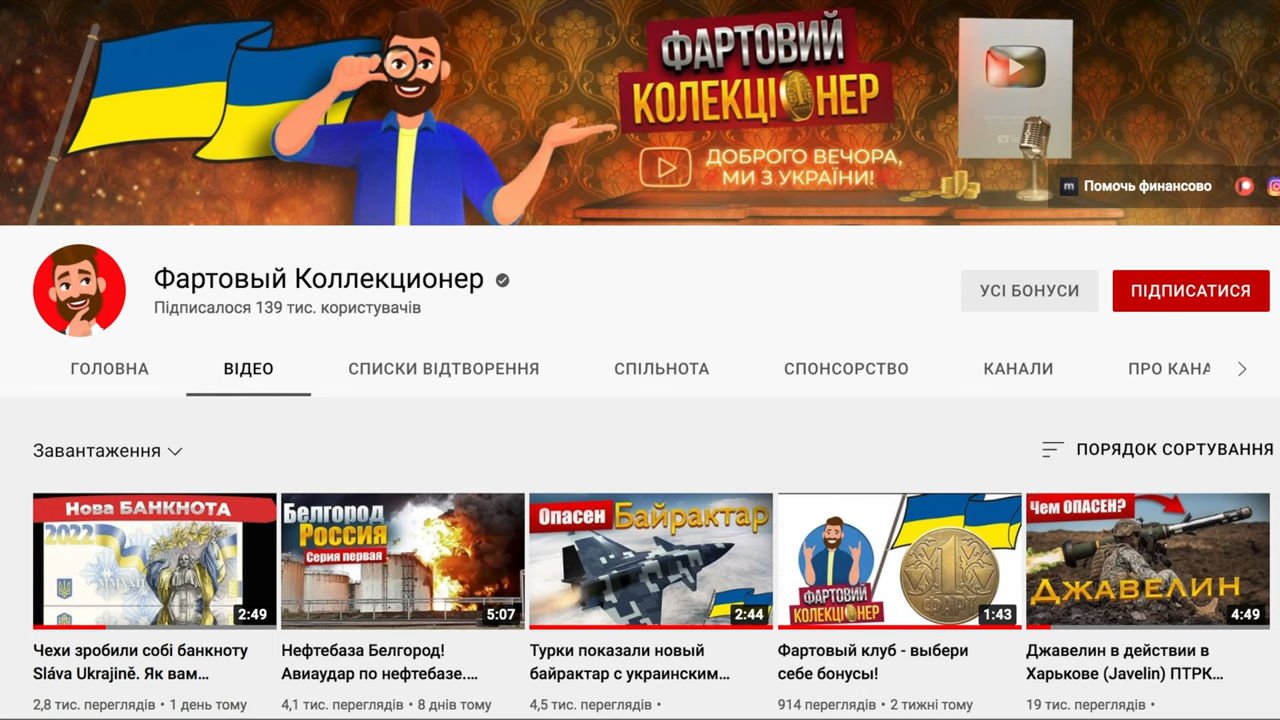 ФАРТОВИЙ
КОЛЕКЦІ1НЕР
ДОБРОГО ВЕЧОРА,
МИ З УКРАЇНИ!
m Помочь финансово
Фартовый Коллекционер
Підписалося 139 тис. користувачів
УСІ БОНУСИ
ПІДПИСАТИСЯ
ГОЛОВНА
ВІДЕО
СПИСКИ ВІДТВОРЕННЯ
СПІЛЬНОТА
СПОНСОРСТВО
КАНАЛИ
ПРО КАНА
Завантаження
ПОРЯДОК СОРТУВАННЯ
Нова БАНКНОТА
2022
2:49
Белгород
Россия
Серия первая
5:07
Опасен Байрактар
2:44
ФАРТОВИЙ
КОЛЕКЦІОНЕР
1
1:43
Чем ОПАСЕН?
ДЖАВЕЛИН
4:49
Чехи зробили собі банкноту
Sláva Ukrajině. Як вам...
2,8 тис. переглядів • 1 день тому
Нефтебаза Белгород!
Авиаудар по нефтебазе....
4,1 тис. переглядів • 8 днів тому
Турки показали новый
байрактар с украинским...
4,5 тис. переглядів •
Фартовый клуб - выбери
себе бонусы!
914 переглядів • 2 тижні тому
Джавелин в действии в
Харькове (Javelin) ПТРК...
19 тис. переглядів •